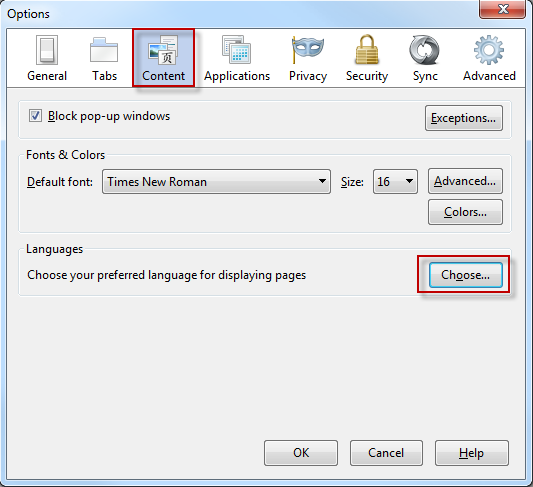 Options
General Tabs Content Applications Privacy Security Sync Advanced
Block pop-up windows Exceptions...
Fonts & Colors
Default font: Times New Roman Size: 16 Advanced...
Colors...
Languages
Choose your preferred language for displaying pages Choose...
OK Cancel Help